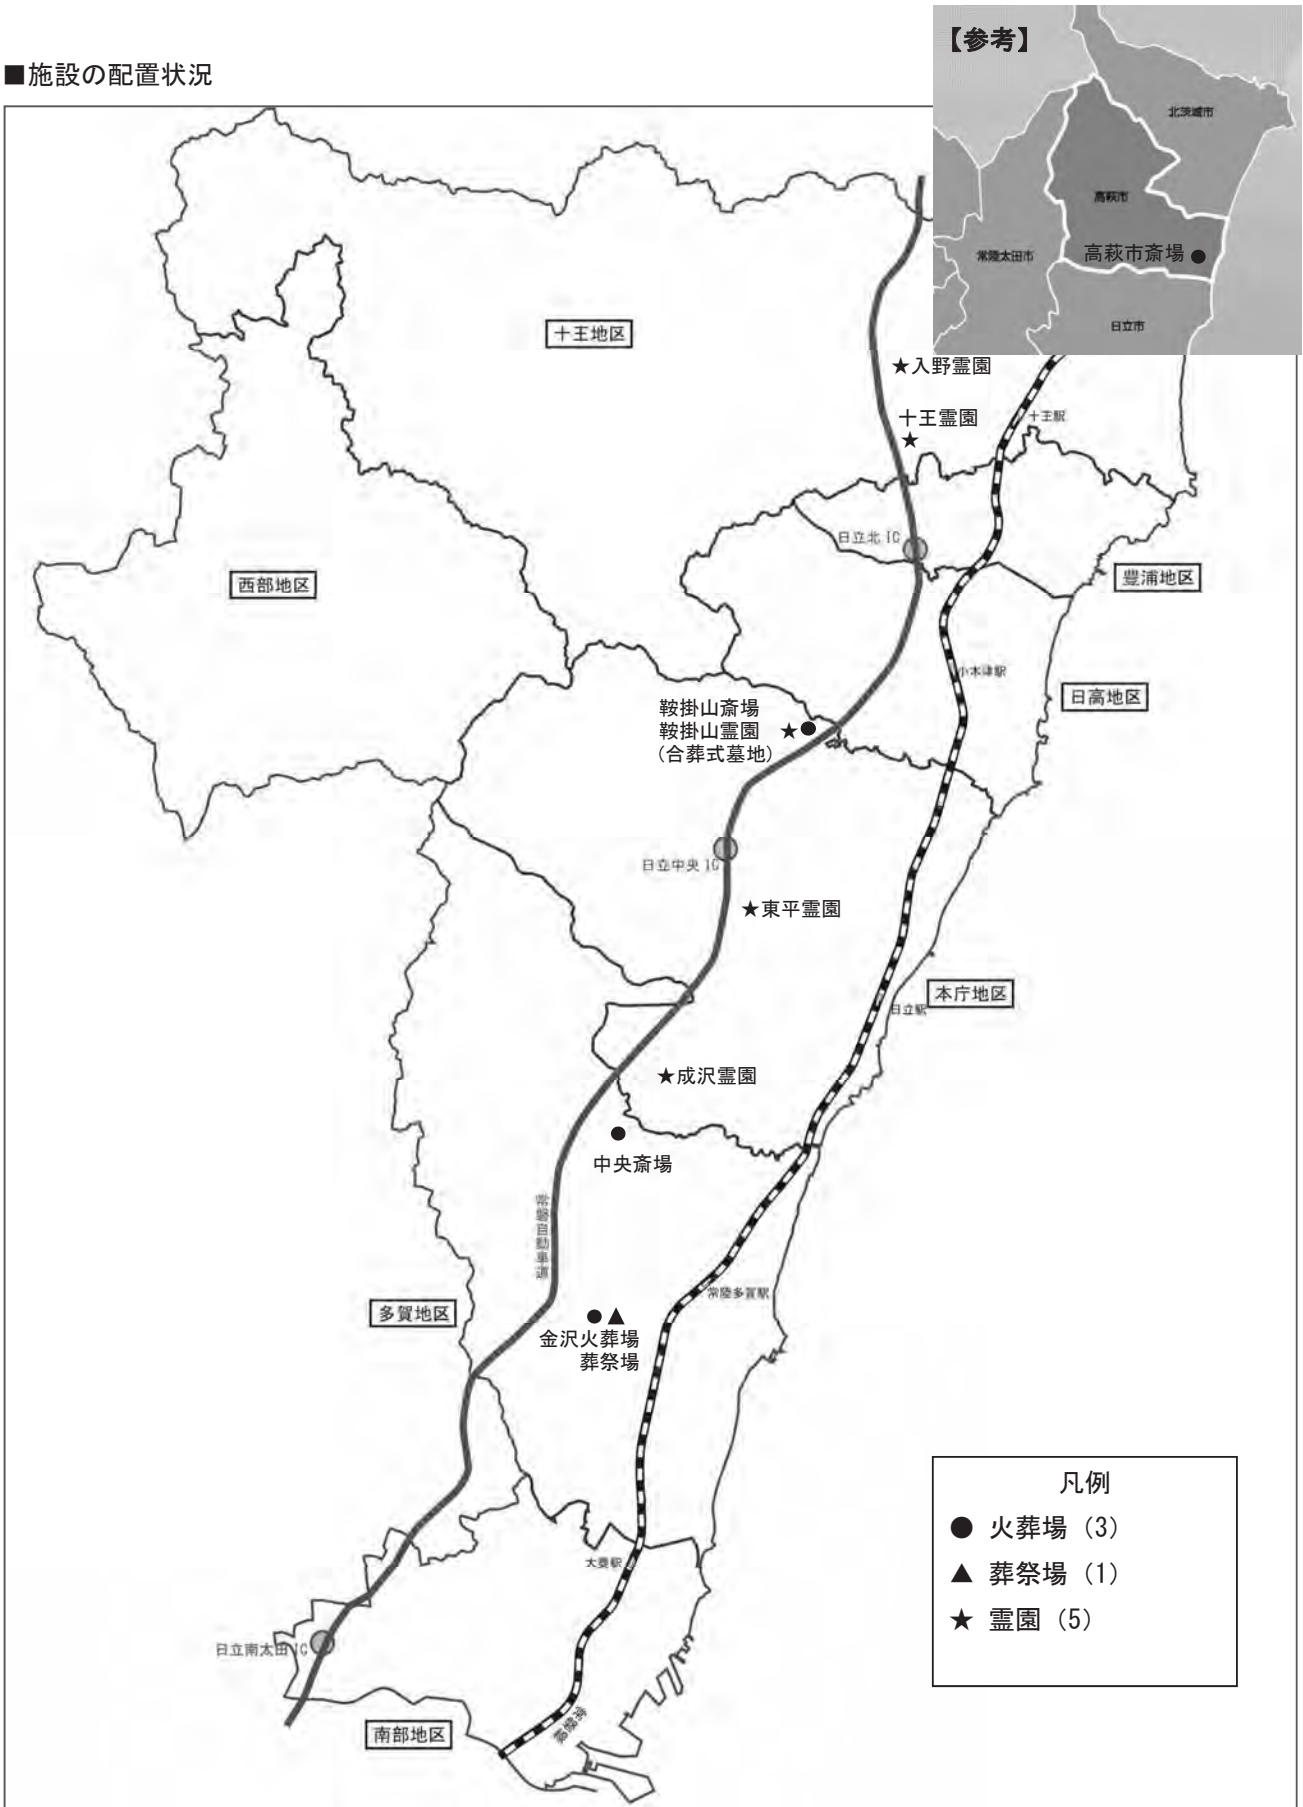 ■施設の配置状況
【参考】
北茨城市
高萩市
高萩市斎場
常陸太田市
日立市
十王地区
★入野霊園
十王霊園
★
十王駅
日立北IC
西部地区
豊浦地区
小木津駅
日高地区
鞍掛山斎場
鞍掛山霊園 ★●
(合葬式墓地)
日立中央IC
★東平霊園
本庁地区
日立駅
★成沢霊園
中央斎場
常磐自動車道
常陸多賀駅
多賀地区
●▲
金沢火葬場
葬祭場
凡例
● 火葬場 (3)
▲ 葬祭場 (1)
★ 霊園 (5)
大甕駅
日立南太田IC
常磐線
南部地区